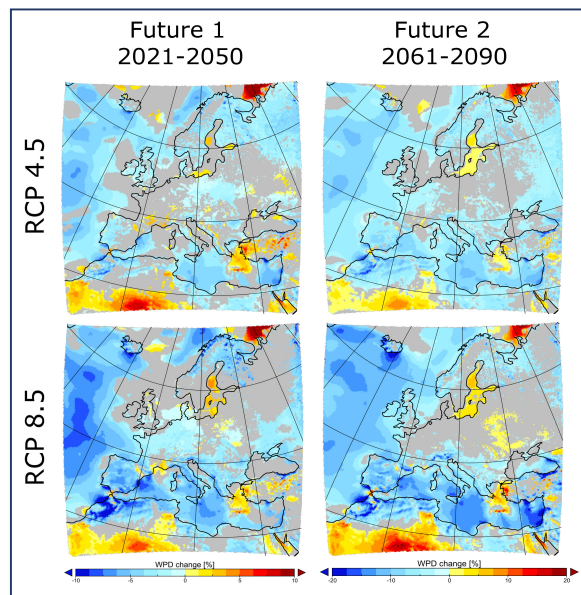 Future 1
2021-2050
Future 2
2061-2090
RCP 4.5
RCP 8.5
WPD change [%]
-10 -5 0 5 10
WPD change [%]
-20 -10 0 10 20